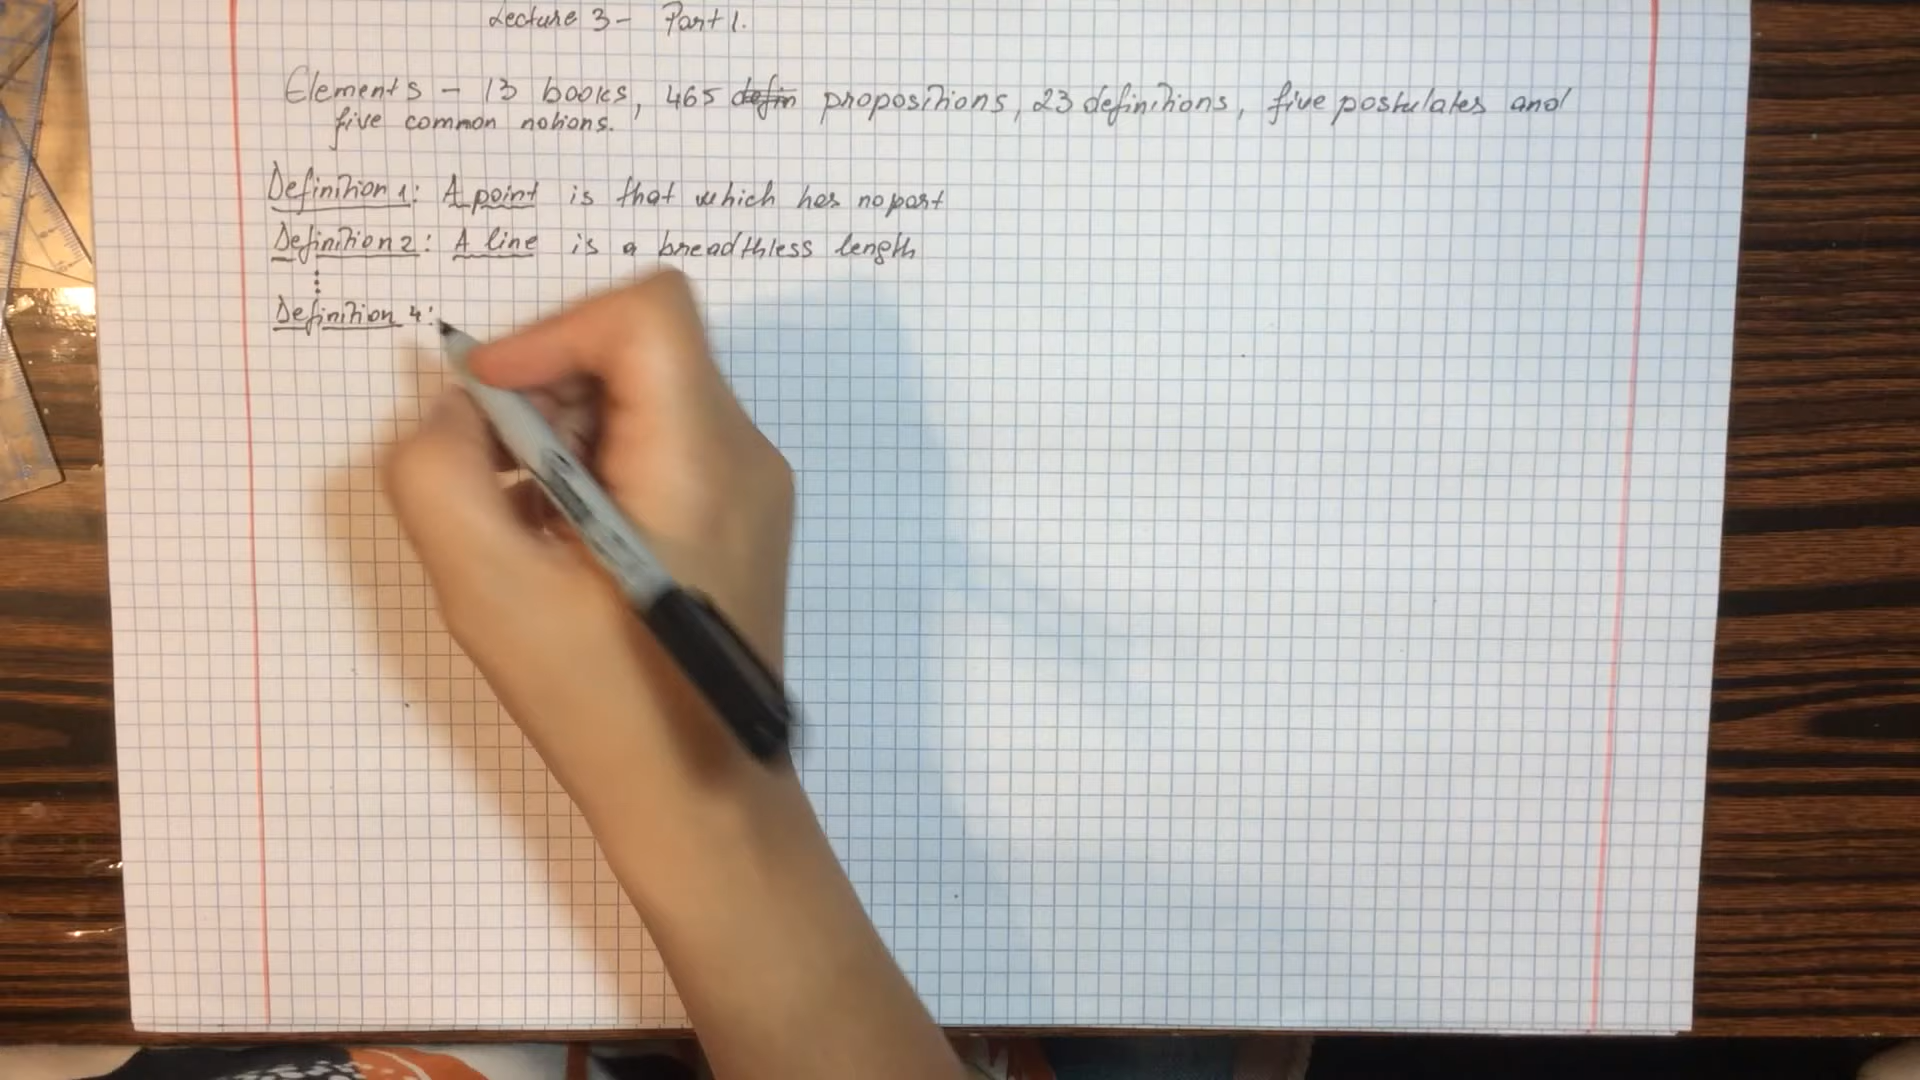 Lecture 3 - Part 1.
Elements - 13 books, 465 defin propositions, 23 definitions, five postulates and
five common notions.
Definition 1: A point is that which has no part
Definition 2: A line is a breadthless length
Definition 4: